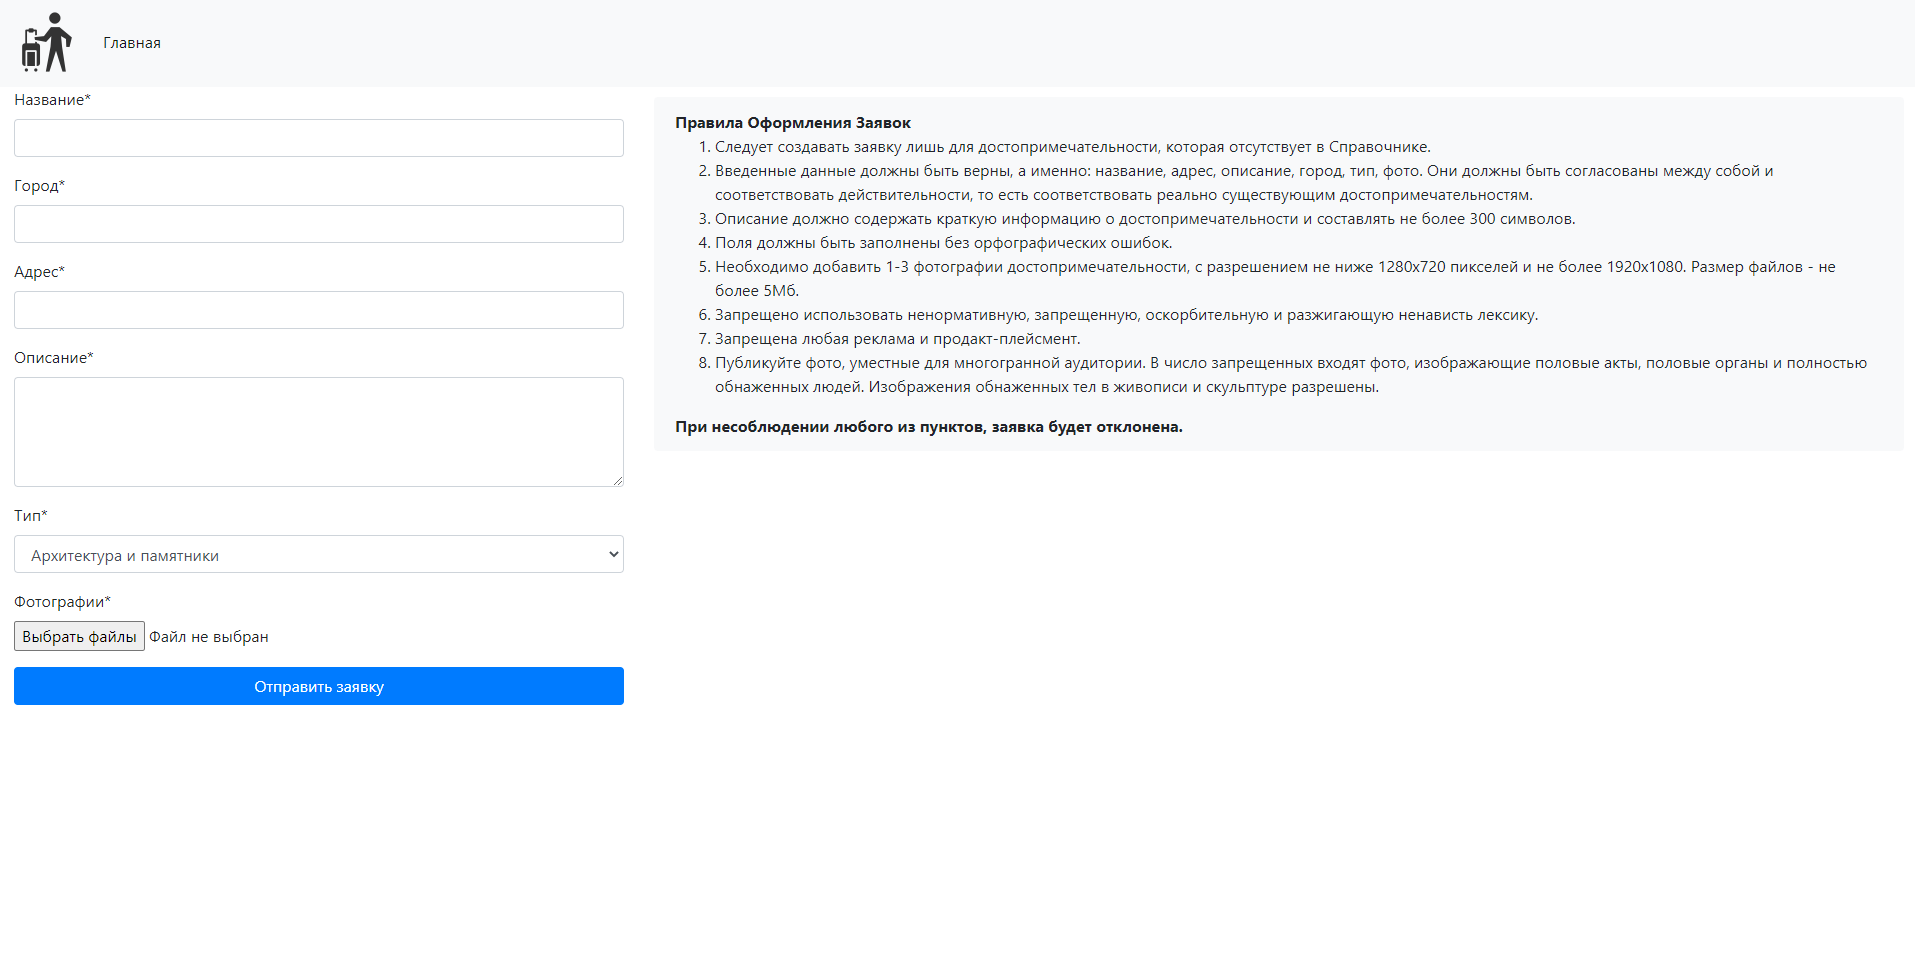 Главная
Название*
Город*
Адрес*
Описание*
Тип*
Архитектура и памятники
Фотографии*
Выбрать файлы Файл не выбран
Отправить заявку
Правила Оформления Заявок
1. Следует создавать заявку лишь для достопримечательности, которая отсутствует в Справочнике.
2. Введенные данные должны быть верны, а именно: название, адрес, описание, город, тип, фото. Они должны быть согласованы между собой и
соответствовать действительности, то есть соответствовать реально существующим достопримечательностям.
3. Описание должно содержать краткую информацию о достопримечательности и составлять не более 300 символов.
4. Поля должны быть заполнены без орфографических ошибок.
5. Необходимо добавить 1-3 фотографии достопримечательности, с разрешением не ниже 1280x720 пикселей и не более 1920x1080. Размер файлов - не
более 5Мб.
6. Запрещено использовать ненормативную, запрещенную, оскорбительную и разжигающую ненависть лексику.
7. Запрещена любая реклама и продакт-плейсмент.
8. Публикуйте фото, уместные для многогранной аудитории. В число запрещенных входят фото, изображающие половые акты, половые органы и полностью
обнаженных людей. Изображения обнаженных тел в живописи и скульптуре разрешены.
При несоблюдении любого из пунктов, заявка будет отклонена.